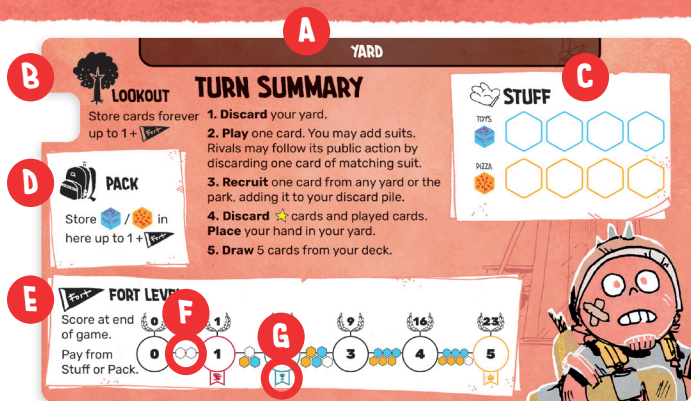 A
YARD
B
LOOKOUT
Store cards forever
up to 1 + Fort
TURN SUMMARY
1. Discard your yard.
2. Play one card. You may add suits.
Rivals may follow its public action by
discarding one card of matching suit.
3. Recruit one card from any yard or the
park, adding it to your discard pile.
4. Discard ☆ cards and played cards.
Place your hand in your yard.
5. Draw 5 cards from your deck.
C
STUFF
TOYS
PIZZA
D
PACK
Store / in
here up to 1 + Fort
E
Fort FORT LEVEL
F
G
Score at end
of game.
0 1 9 16 23
Pay from
Stuff or Pack.
0 1 3 4 5